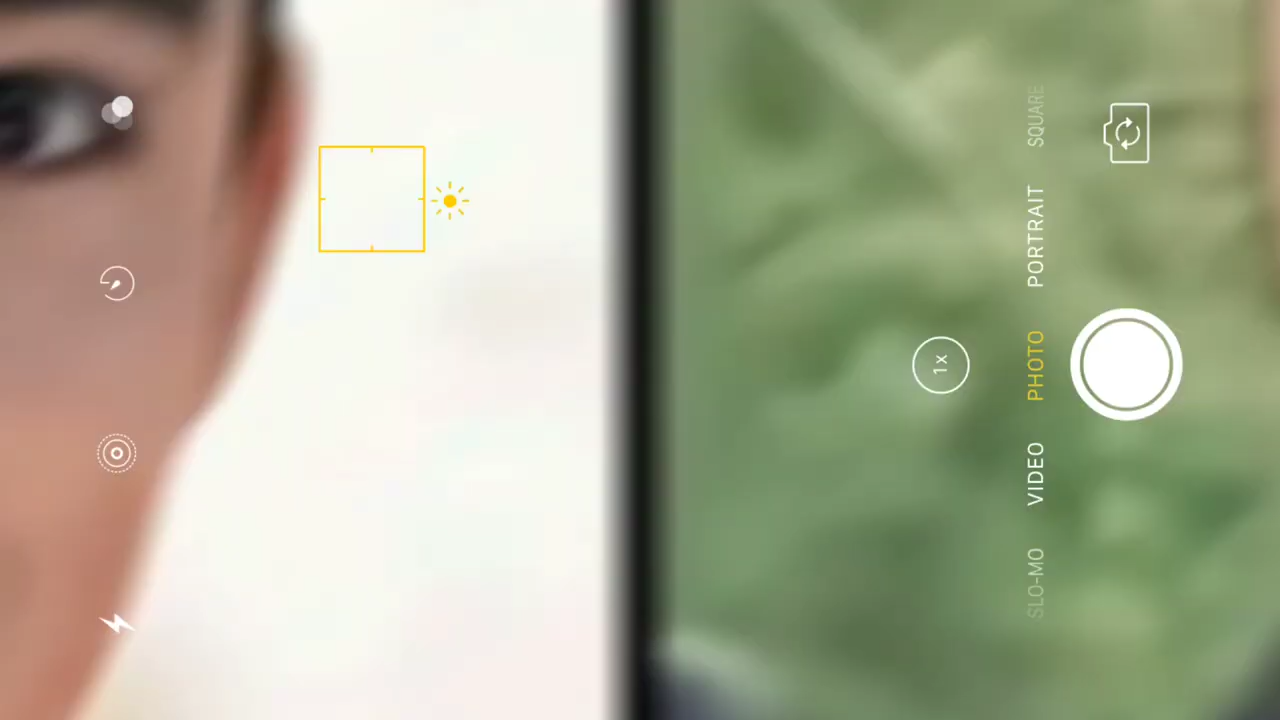 SQUARE
PORTRAIT
1x
PHOTO
VIDEO
SLO-MO